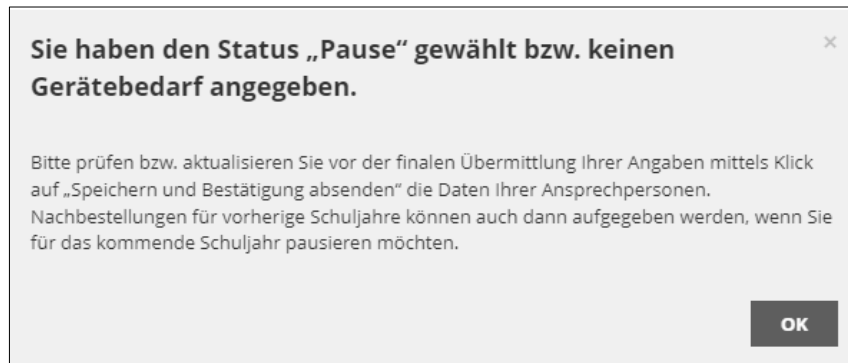 Sie haben den Status „Pause“ gewählt bzw. keinen
Gerätebedarf angegeben.
Bitte prüfen bzw. aktualisieren Sie vor der finalen Übermittlung Ihrer Angaben mittels Klick
auf „Speichern und Bestätigung absenden“ die Daten Ihrer Ansprechpersonen.
Nachbestellungen für vorherige Schuljahre können auch dann aufgegeben werden, wenn Sie
für das kommende Schuljahr pausieren möchten.
OK